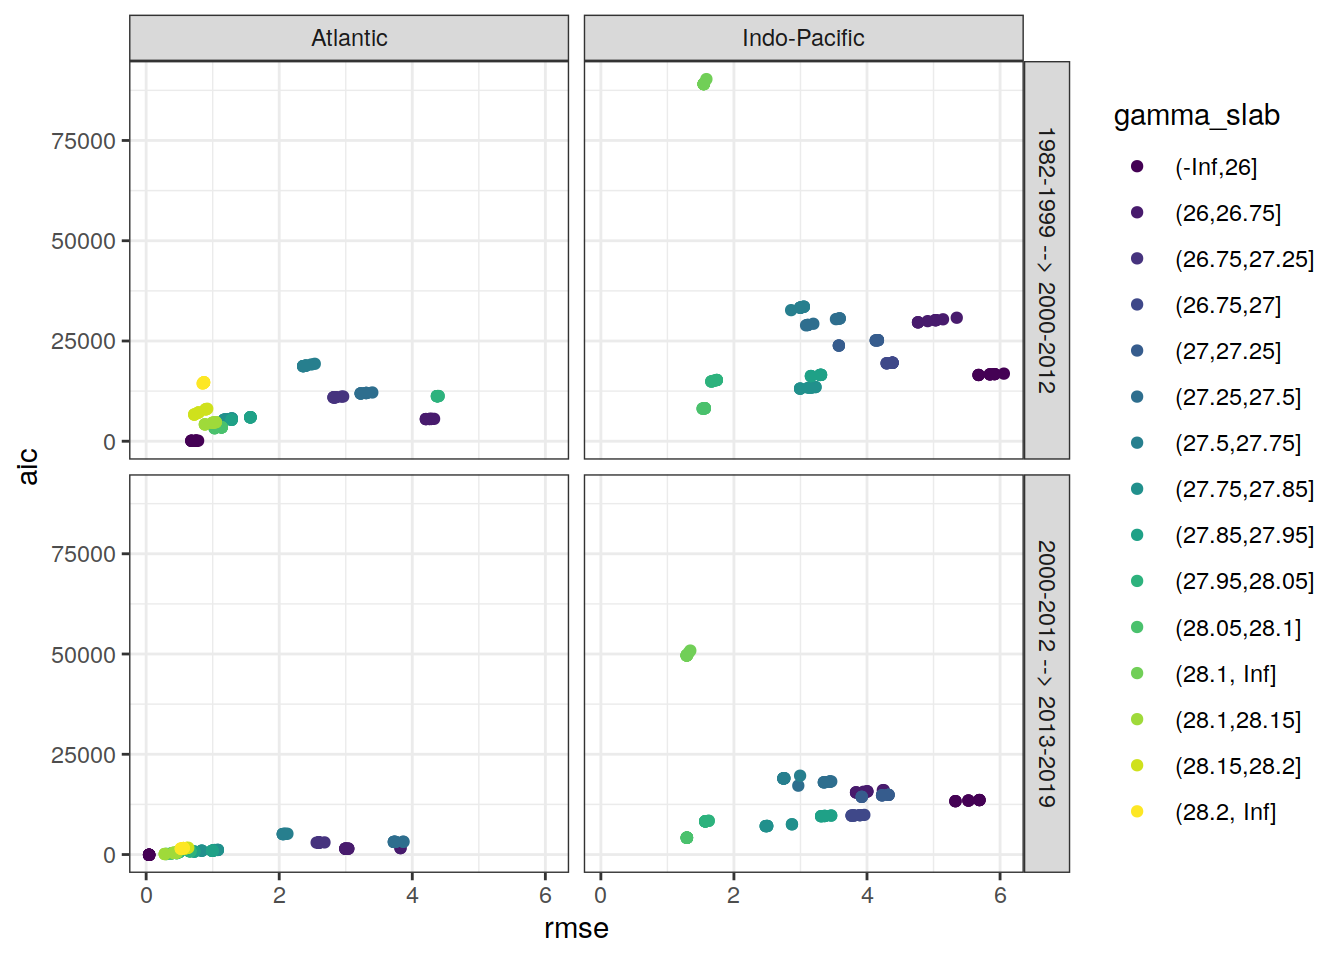 Atlantic
Indo-Pacific
75000
50000
25000
0
1982-1999 --> 2000-2012
75000
50000
25000
0
2000-2012 --> 2013-2019
0
2
4
6
0
2
4
6
rmse
aic
gamma_slab
(-Inf,26]
(26,26.75]
(26.75,27.25]
(26.75,27]
(27,27.25]
(27.25,27.5]
(27.5,27.75]
(27.75,27.85]
(27.85,27.95]
(27.95,28.05]
(28.05,28.1]
(28.1, Inf]
(28.1,28.15]
(28.15,28.2]
(28.2, Inf]